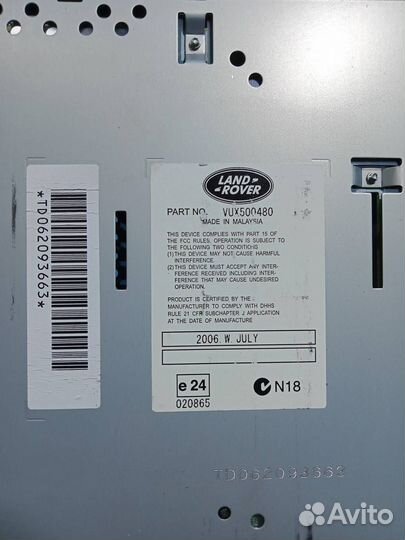 *TD062093663*
LAND-
-ROVER
PART NO. VUX500480
MADE IN MALAYSIA
THIS DEVICE COMPLIES WITH PART 15 OF
THE FCC RULES. OPERATION IS SUBJECT TO
THE FOLLOWING TWO CONDITIONS
(1)THIS DEVICE MAY NOT CAUSE HARMFUL
INTERFERENCE.
(2)THIS DEVICE MUST ACCEPT ANY INTER-
FERENCE RECEIVED INCLUDING INTER-
FERENCE THAT MAY CAUSE UNDESIRED
OPERATION.
PRODUCT IS CERTIFIED BY THE
MANUFACTURER TO COMPLY WITH DHHS
RULE 21 CFR SUBCHAPTER J APPLICATION
AT THE DATE OF MANUFACTURE
2006. W. JULY
e 24
020865
N18
TD062093663
Avito